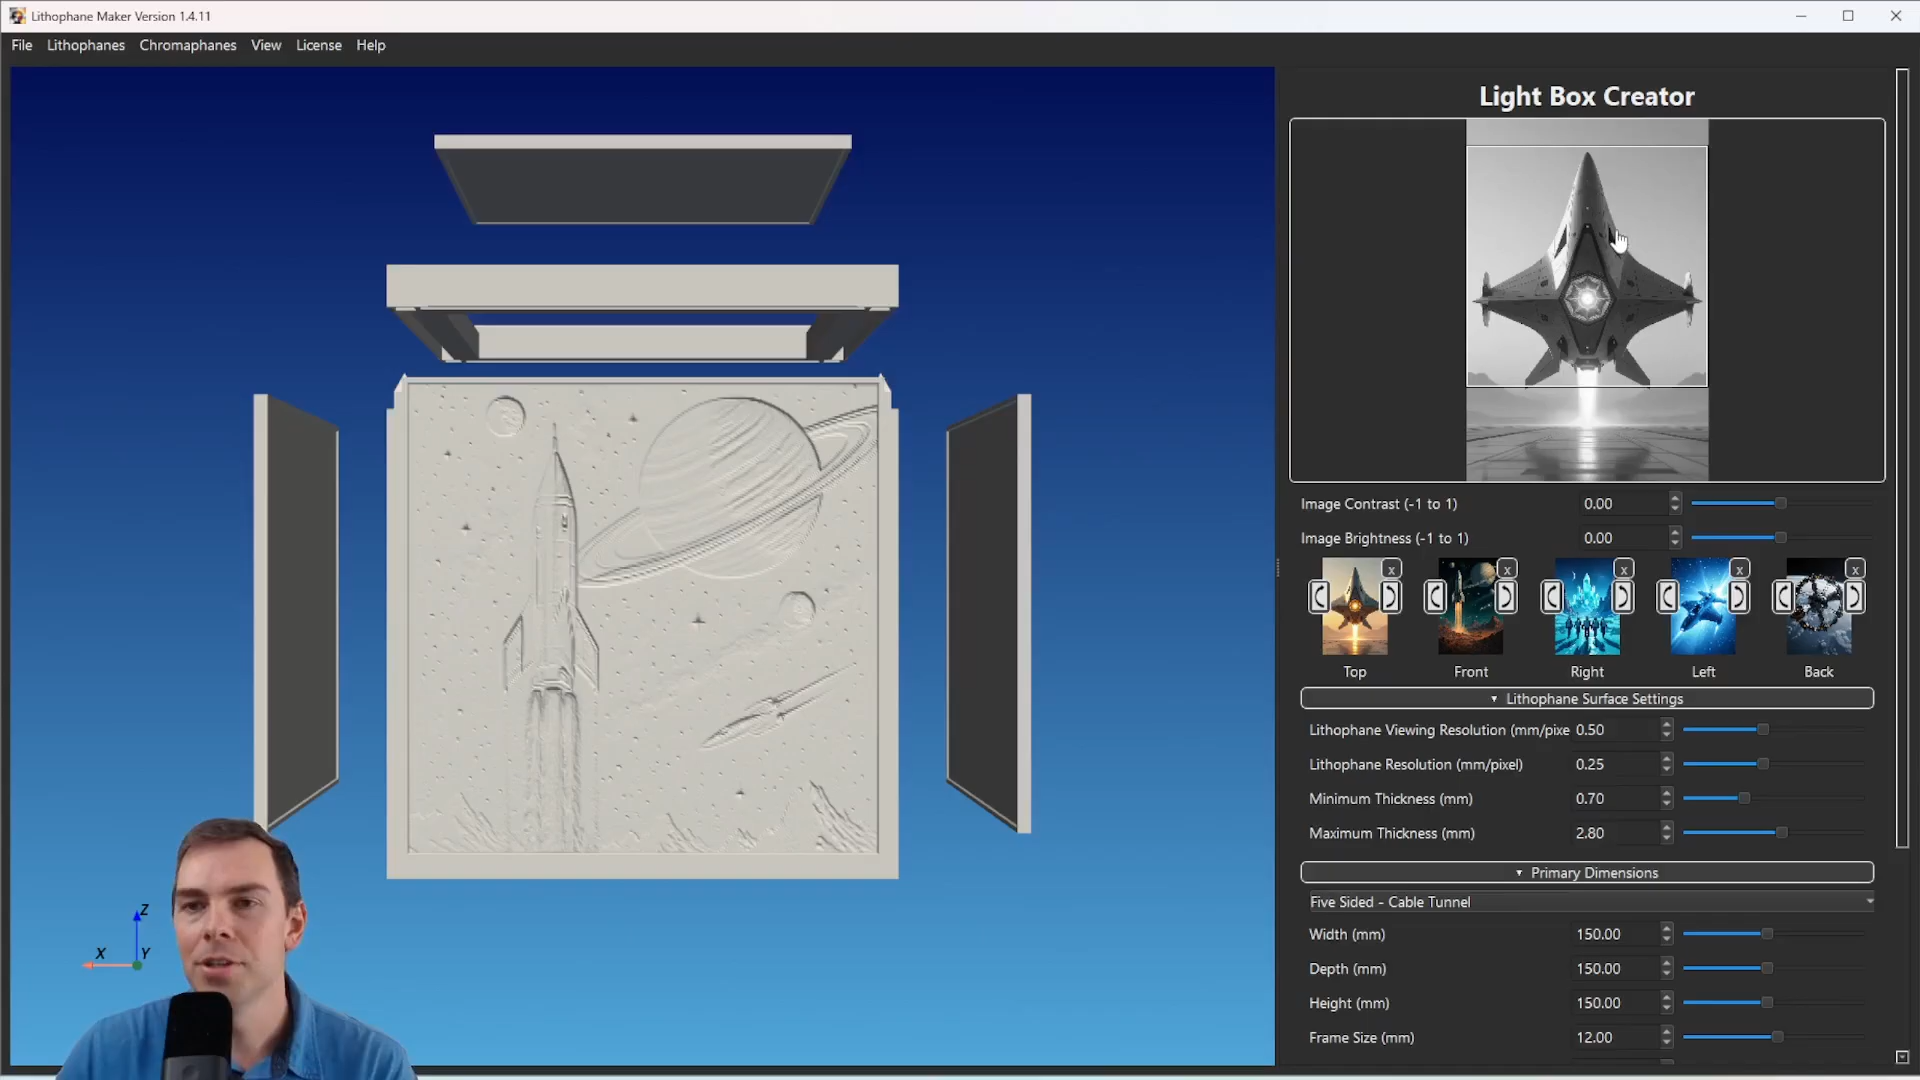 Lithophane Maker Version 1.4.11
File Lithophanes Chromaphanes View License Help
Light Box Creator
Image Contrast (-1 to 1) 0.00
Image Brightness (-1 to 1) 0.00
x x x x x
Top Front Right Left Back
Lithophane Surface Settings
Lithophane Viewing Resolution (mm/pixe 0.50
Lithophane Resolution (mm/pixel) 0.25
Minimum Thickness (mm) 0.70
Maximum Thickness (mm) 2.80
Primary Dimensions
Five Sided - Cable Tunnel
Width (mm) 150.00
Depth (mm) 150.00
Height (mm) 150.00
Frame Size (mm) 12.00
Z
X Y